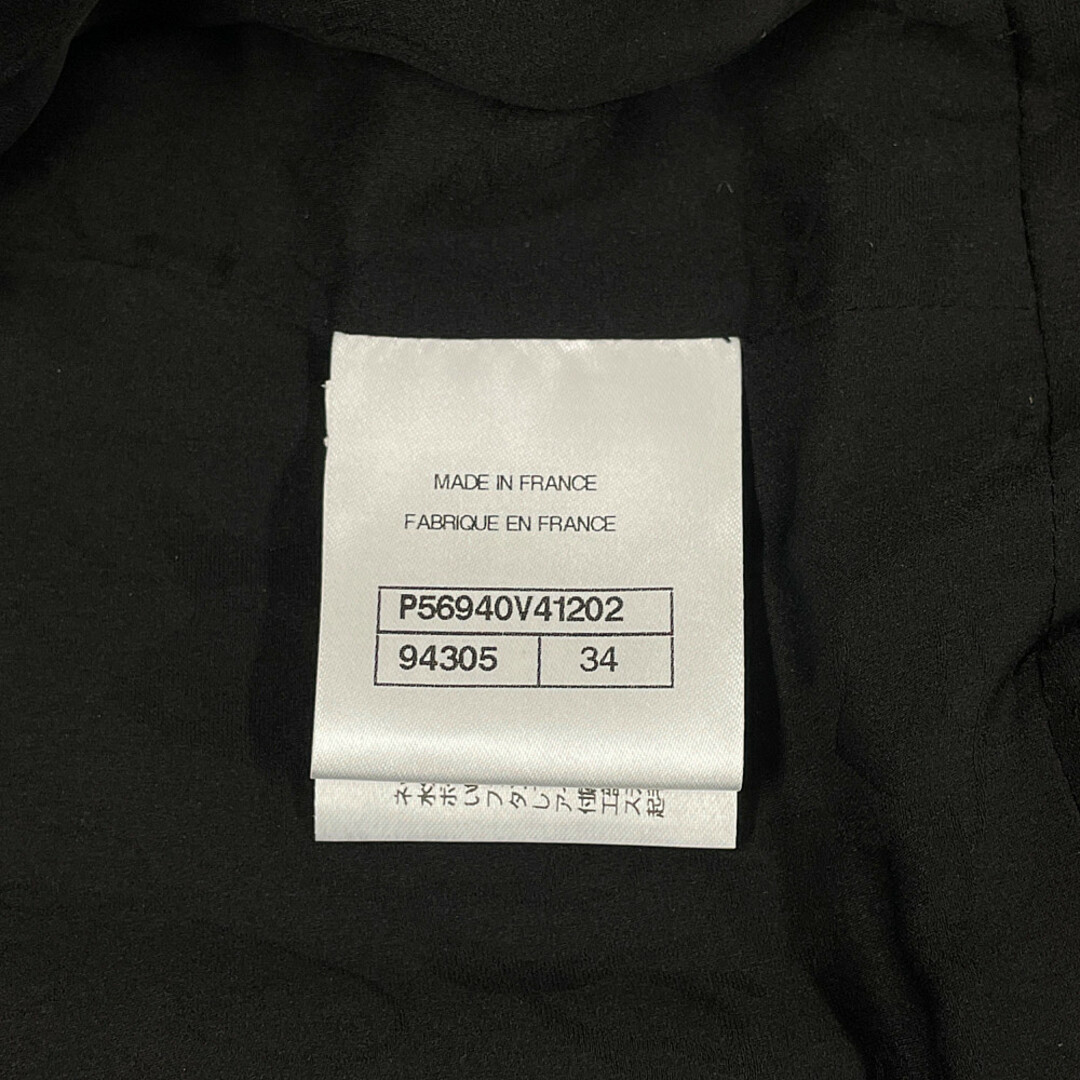 MADE IN FRANCE
FABRIQUE EN FRANCE
P56940V41202
94305 34